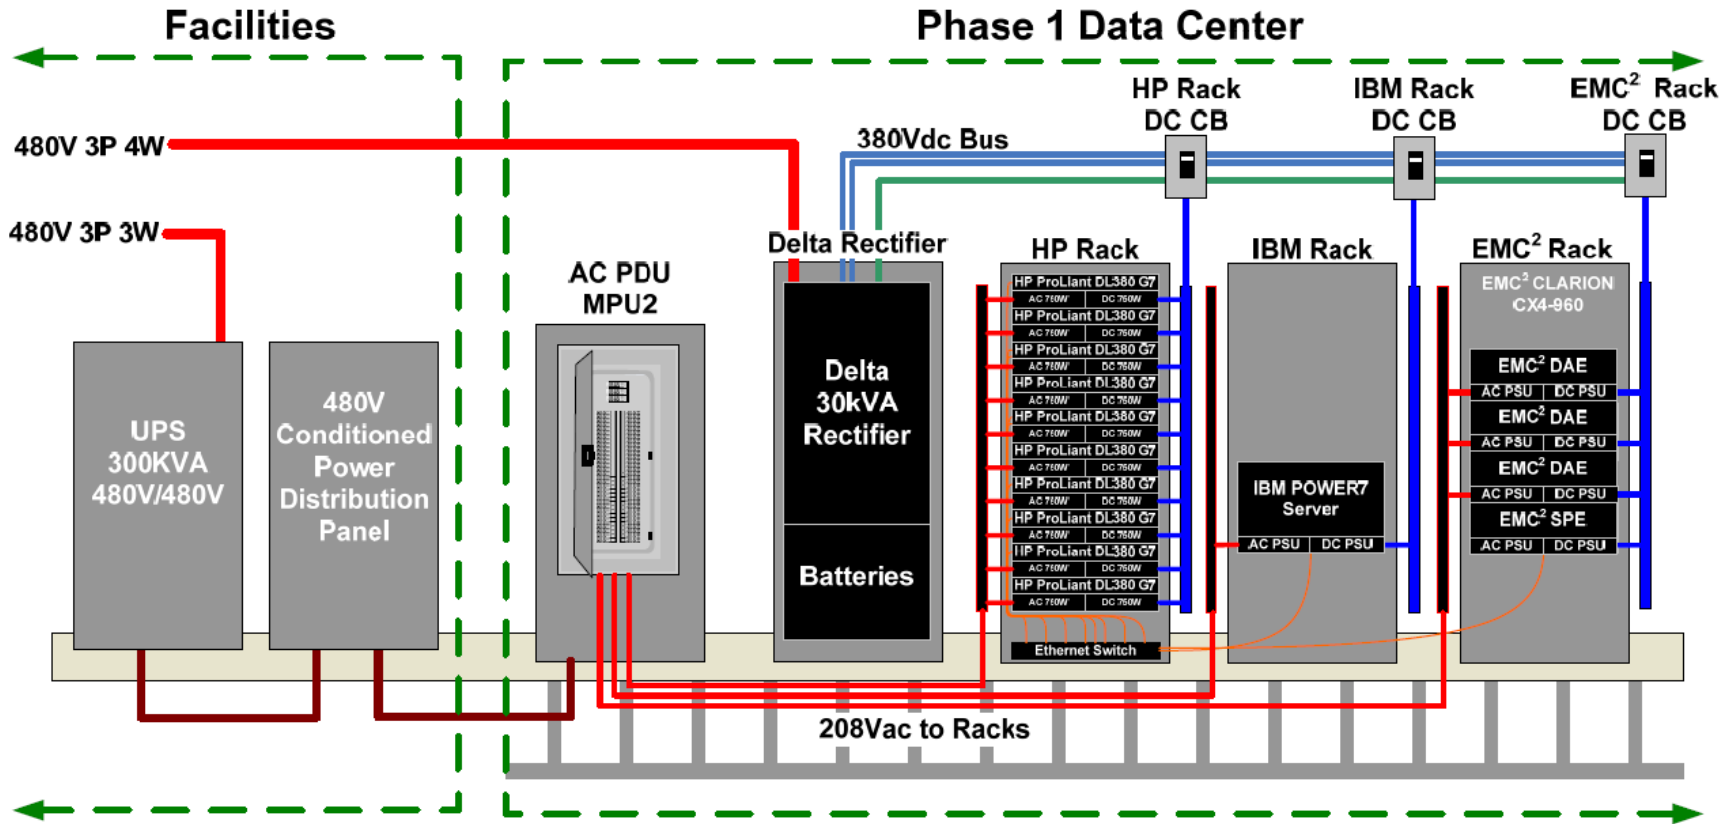 Facilities
Phase 1 Data Center
HP Rack
DC CB
IBM Rack
DC CB
EMC² Rack
DC CB
480V 3P 4W
380Vdc Bus
480V 3P 3W
Delta Rectifier
HP Rack
IBM Rack
EMC² Rack
AC PDU
MPU2
UPS
300KVA
480V/480V
480V
Conditioned
Power
Distribution
Panel
Delta
30kVA
Rectifier
Batteries
HP ProLiant DL380 G7
AC 750W DC 750W
HP ProLiant DL380 G7
AC 750W DC 750W
HP ProLiant DL380 G7
AC 750W DC 750W
HP ProLiant DL380 G7
AC 750W DC 750W
HP ProLiant DL380 G7
AC 750W DC 750W
HP ProLiant DL380 G7
AC 750W DC 750W
HP ProLiant DL380 G7
AC 750W DC 750W
HP ProLiant DL380 G7
AC 750W DC 750W
HP ProLiant DL380 G7
AC 750W DC 750W
HP ProLiant DL380 G7
AC 750W DC 750W
Ethernet Switch
IBM POWER7
Server
AC PSU DC PSU
EMC² CLARION
CX4-960
EMC² DAE
AC PSU DC PSU
EMC² DAE
AC PSU DC PSU
EMC² DAE
AC PSU DC PSU
EMC² SPE
AC PSU DC PSU
208Vac to Racks